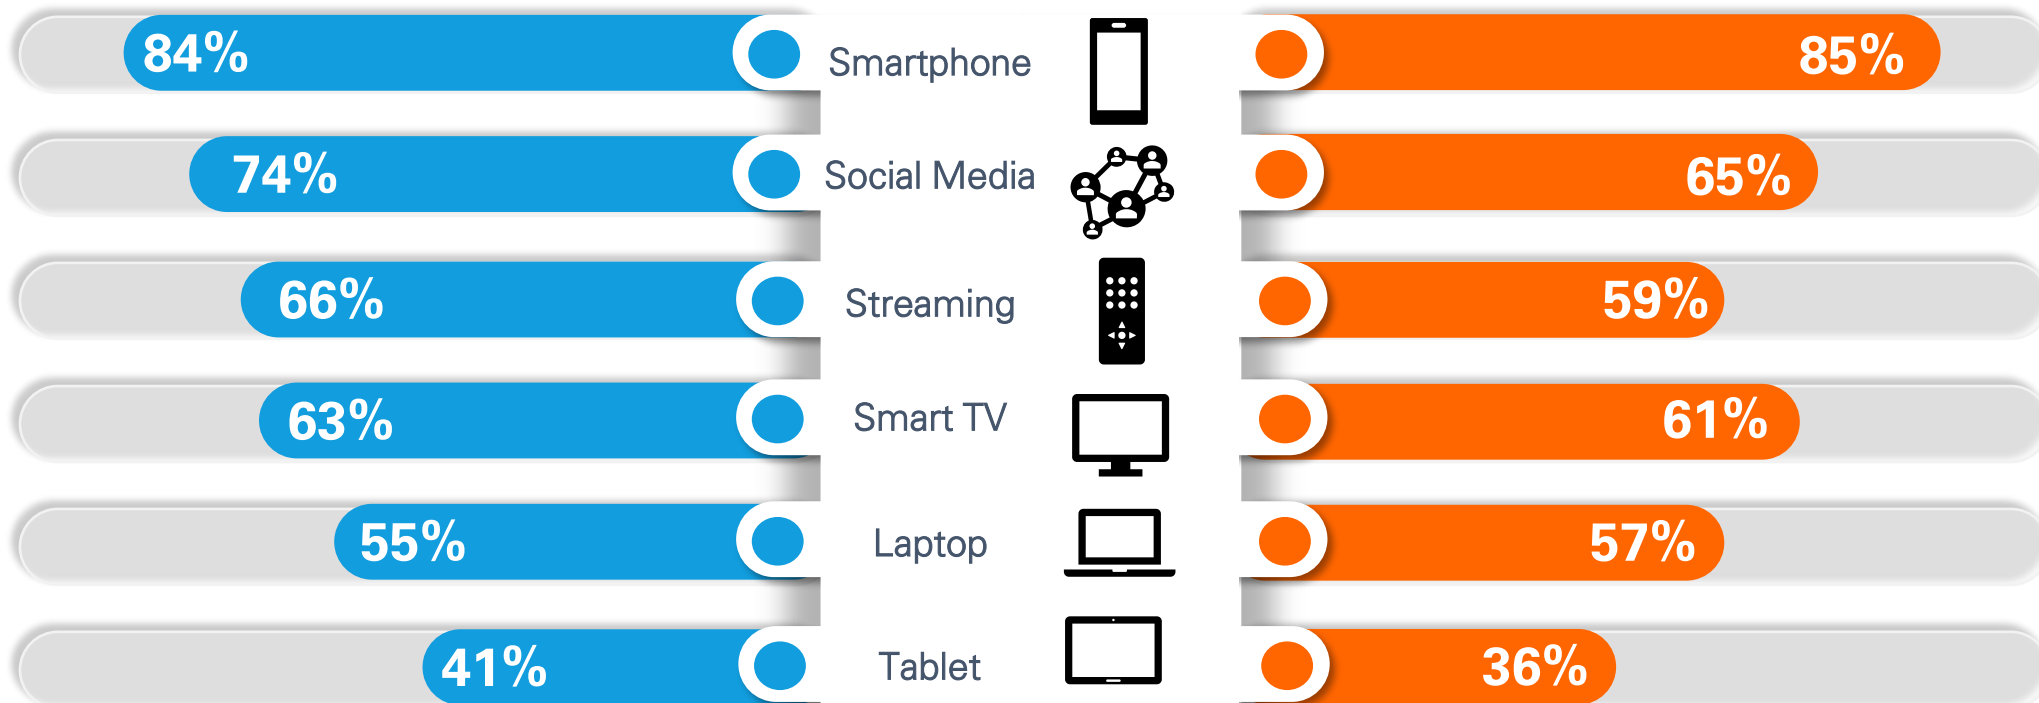 84% Smartphone 85%
74% Social Media 65%
66% Streaming 59%
63% Smart TV 61%
55% Laptop 57%
41% Tablet 36%